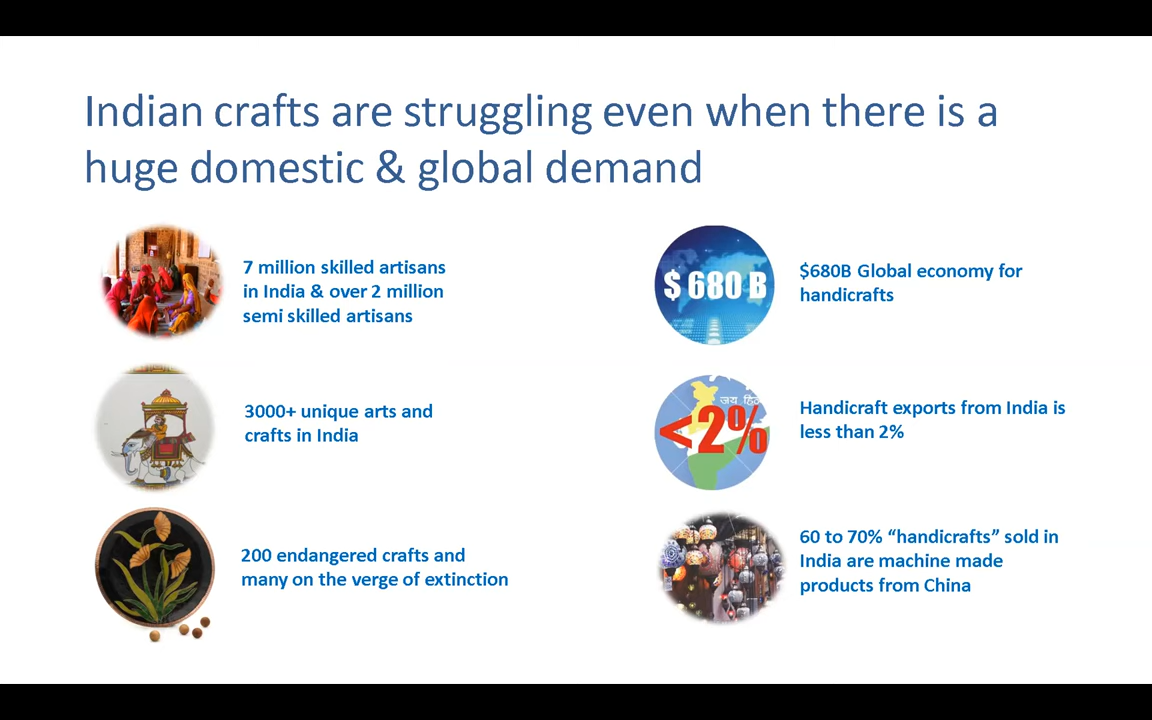 Indian crafts are struggling even when there is a
huge domestic & global demand
7 million skilled artisans
in India & over 2 million
semi skilled artisans
3000+ unique arts and
crafts in India
200 endangered crafts and
many on the verge of extinction
$ 680 B
$680B Global economy for
handicrafts
जय हिन्द
<2%
Handicraft exports from India is
less than 2%
60 to 70% “handicrafts” sold in
India are machine made
products from China